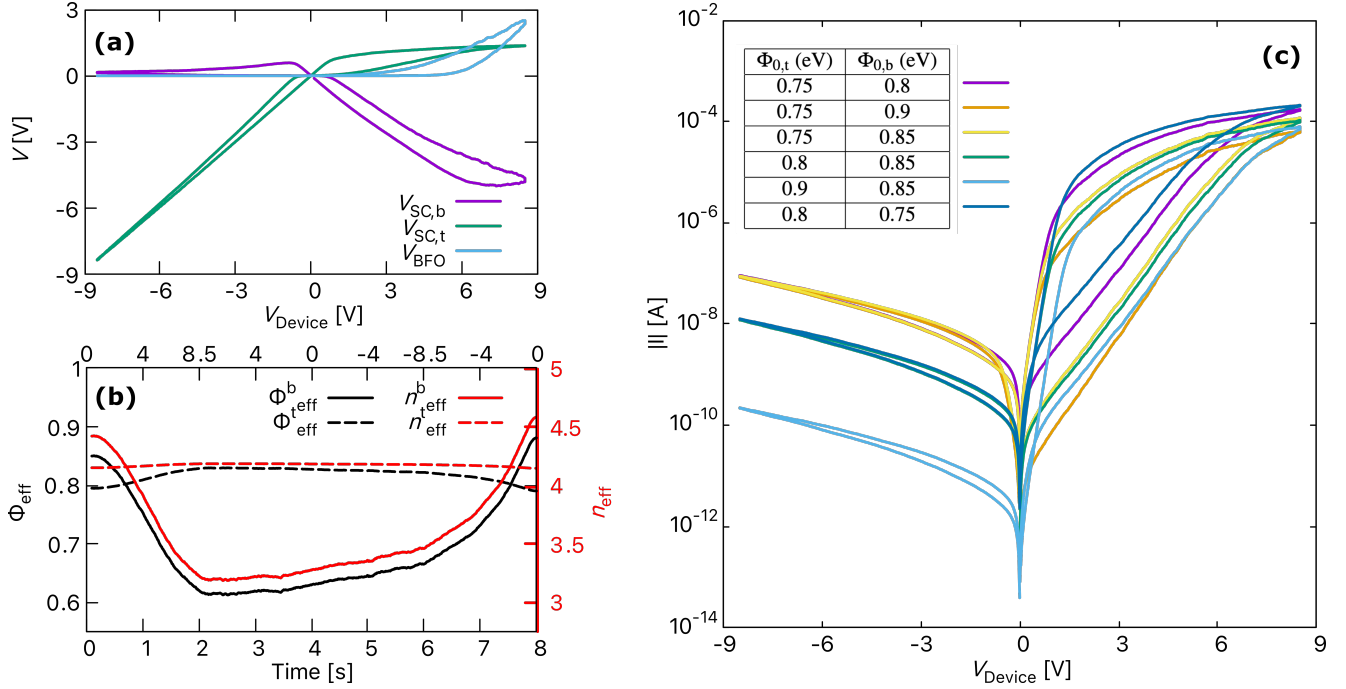 (a)
3
0
-3
-6
-9
V [V]
V_SC,b
V_SC,t
V_BFO
-9 -6 -3 0 3 6 9
V_Device [V]
0 4 8.5 4 0 -4 -8.5 -4 0
(b)
1
0.9
0.8
0.7
0.6
Φ_eff
Φ^b_eff n^b_eff
Φ^t_eff n^t_eff
5
4.5
4
3.5
3
n_eff
0 1 2 3 4 5 6 7 8
Time [s]
(c)
10^-2
10^-4
10^-6
10^-8
10^-10
10^-12
10^-14
|I| [A]
Φ_0,t (eV) Φ_0,b (eV)
0.75 0.8
0.75 0.9
0.75 0.85
0.8 0.85
0.9 0.85
0.8 0.75
-9 -6 -3 0 3 6 9
V_Device [V]